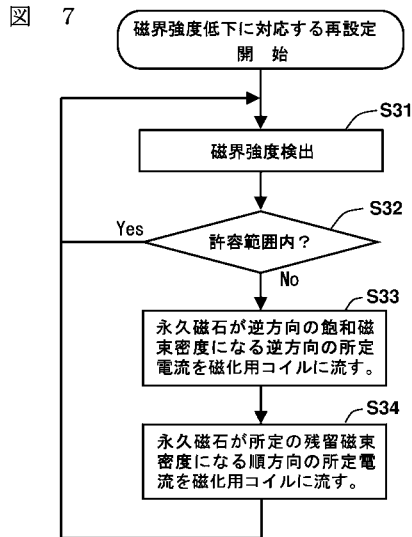 図 7
磁界強度低下に対応する再設定
開 始
S31
磁界強度検出
S32
Yes
許容範囲内?
No
S33
永久磁石が逆方向の飽和磁
束密度になる逆方向の所定
電流を磁化用コイルに流す。
S34
永久磁石が所定の残留磁束
密度になる順方向の所定電
流を磁化用コイルに流す。